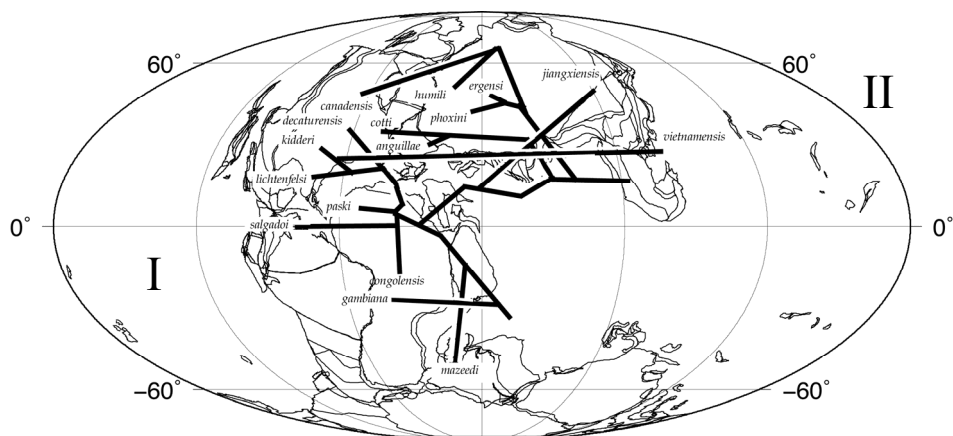 60°
60°
jiangxiensis
II
ergensi
humili
canadensis
phoxini
decaturensis
cotti
vietnamensis
kidderi
anguillae
lichtenfelsi
paski
0°
salgadoi
0°
I
congolensis
gambiana
mazeedi
−60°
−60°